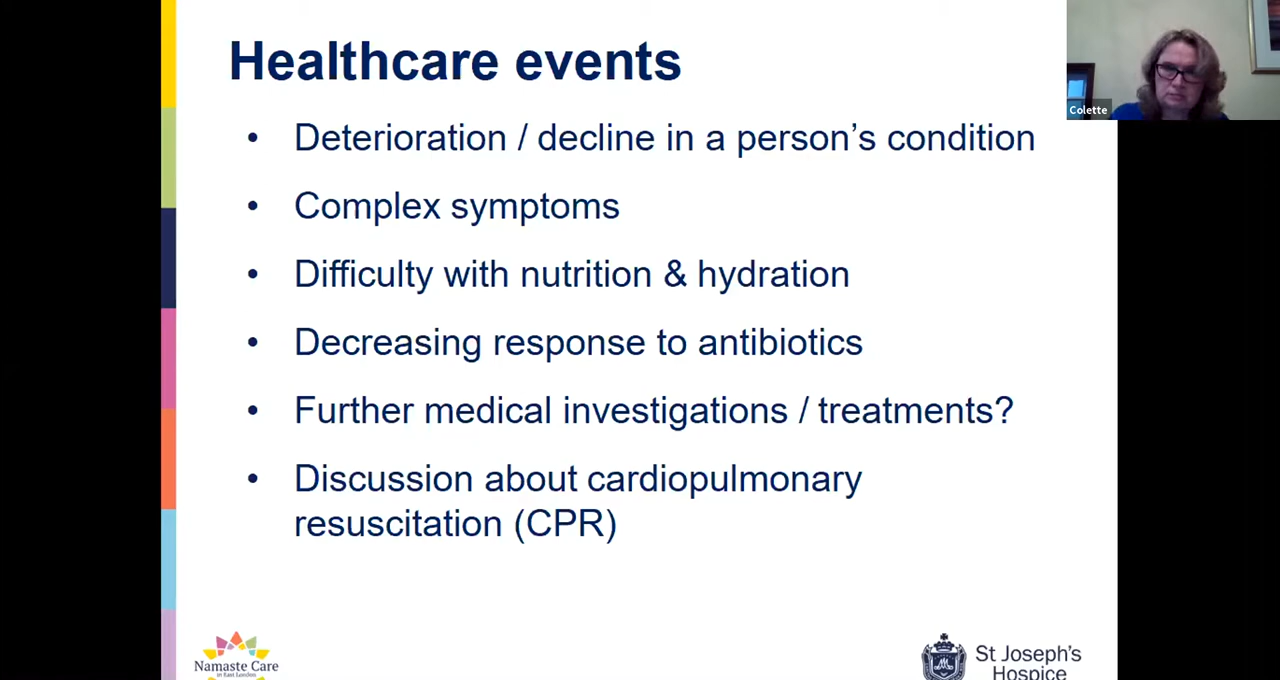 Healthcare events
• Deterioration / decline in a person’s condition
• Complex symptoms
• Difficulty with nutrition & hydration
• Decreasing response to antibiotics
• Further medical investigations / treatments?
• Discussion about cardiopulmonary
resuscitation (CPR)
Colette
Namaste Care
in East London
St Joseph's
Hospice